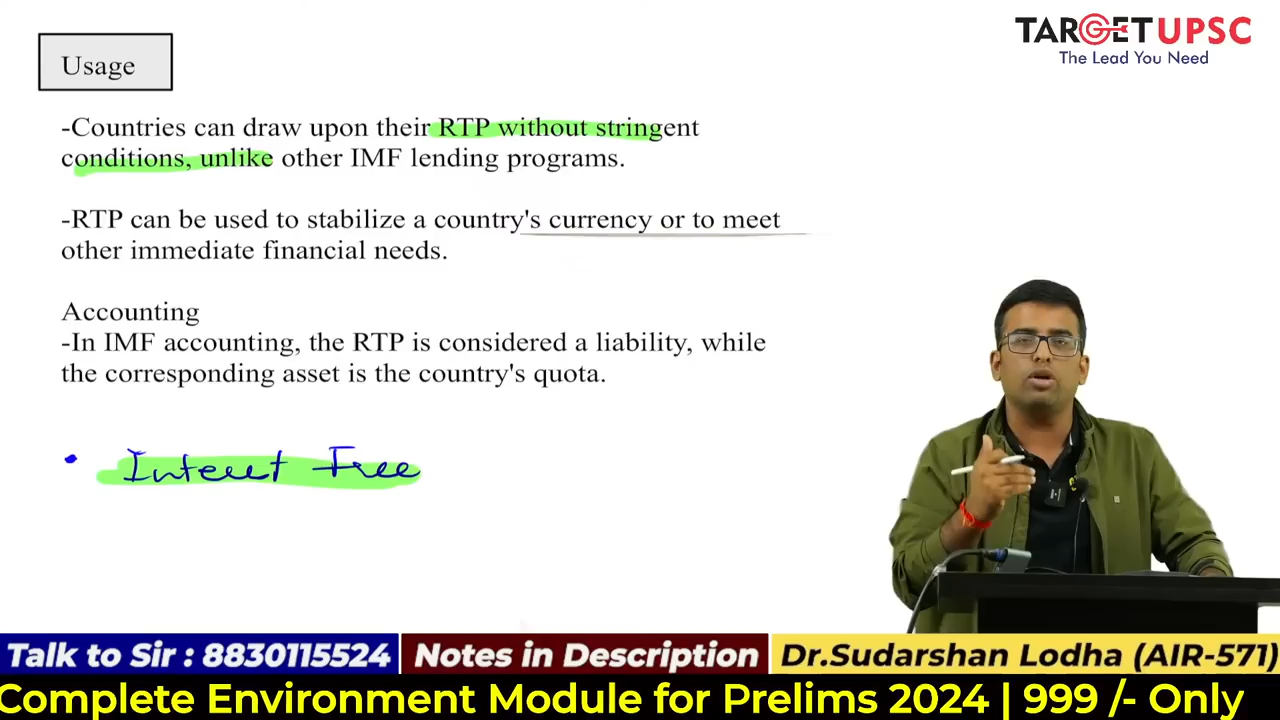 TARGET UPSC
The Lead You Need
Usage
-Countries can draw upon their RTP without stringent
conditions, unlike other IMF lending programs.
-RTP can be used to stabilize a country's currency or to meet
other immediate financial needs.
Accounting
-In IMF accounting, the RTP is considered a liability, while
the corresponding asset is the country's quota.
• Interest Free
Talk to Sir : 8830115524
Notes in Description
Dr.Sudarshan Lodha (AIR-571)
Complete Environment Module for Prelims 2024 | 999 /- Only